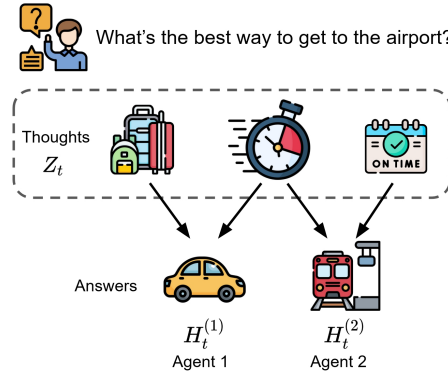 ?
What's the best way to get to the airport?
Thoughts
Z_t
ON TIME
Answers
H_t^{(1)}
H_t^{(2)}
Agent 1
Agent 2